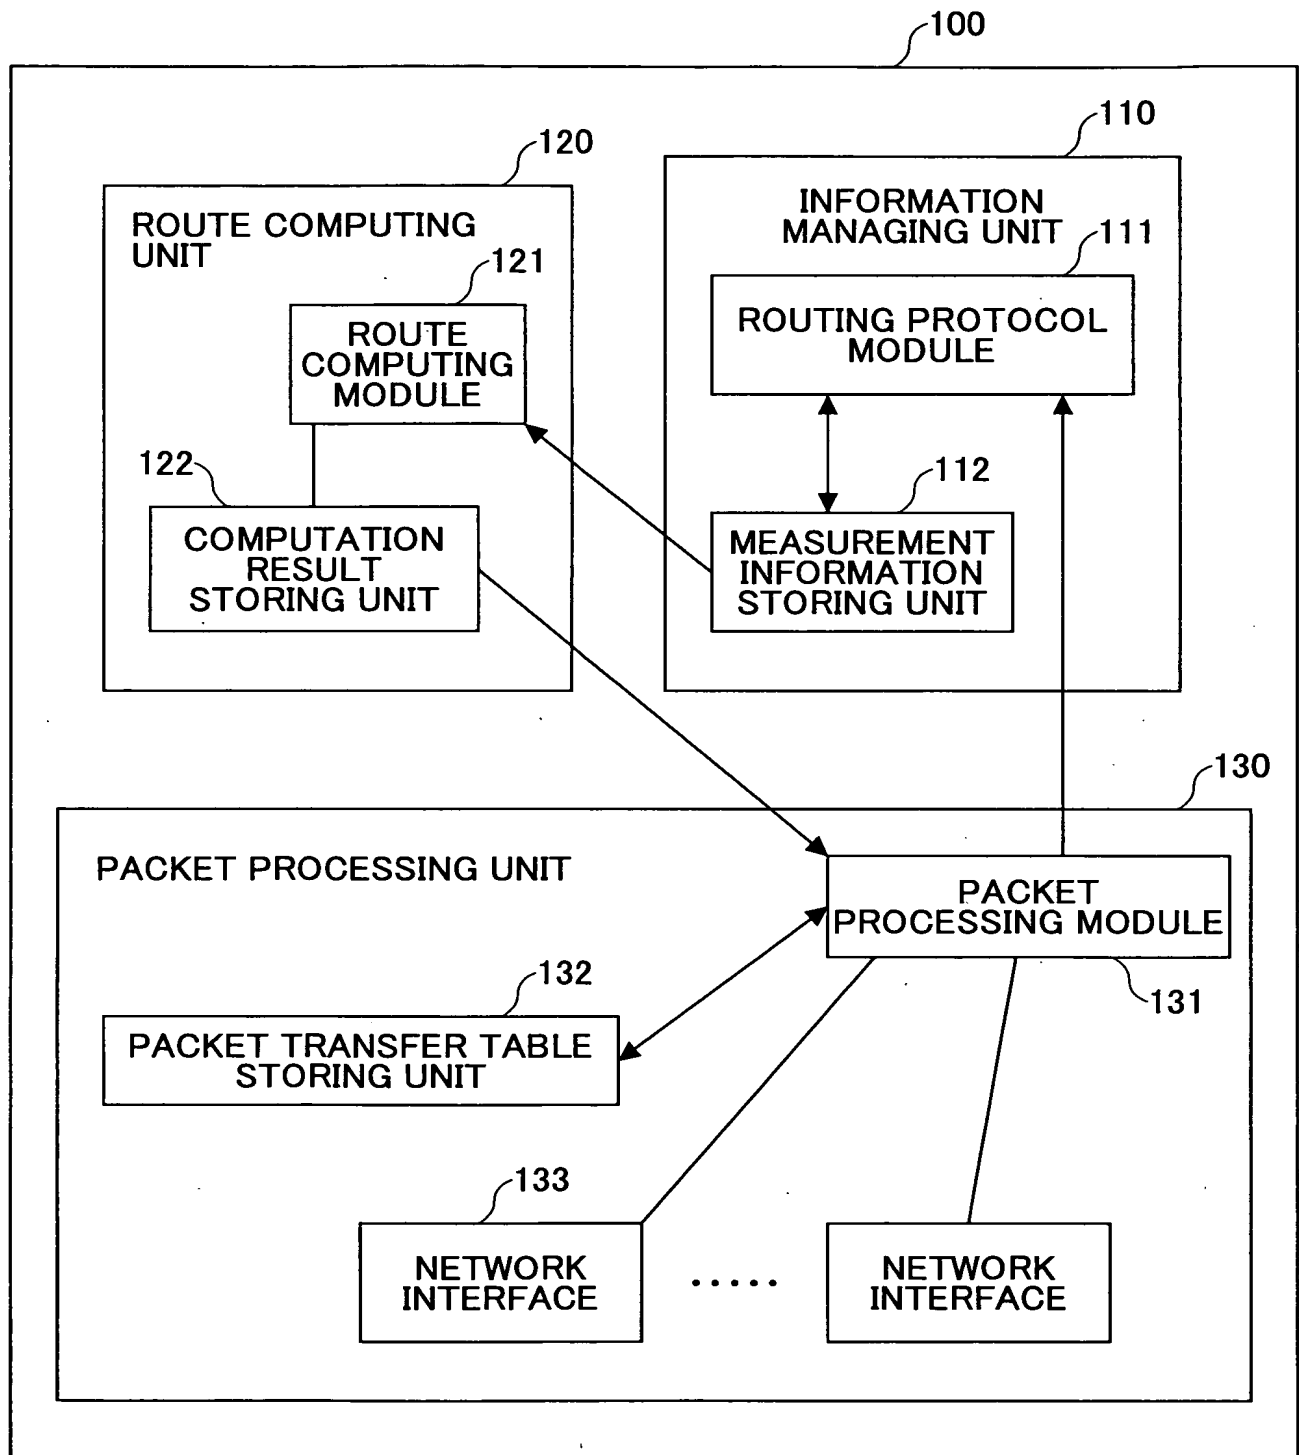 100
110
120
INFORMATION
MANAGING UNIT
111
ROUTE COMPUTING
UNIT
121
ROUTING PROTOCOL
MODULE
ROUTE
COMPUTING
MODULE
122
112
COMPUTATION
RESULT
STORING UNIT
MEASUREMENT
INFORMATION
STORING UNIT
130
PACKET PROCESSING UNIT
PACKET
PROCESSING MODULE
131
132
PACKET TRANSFER TABLE
STORING UNIT
133
NETWORK
INTERFACE
.....
NETWORK
INTERFACE